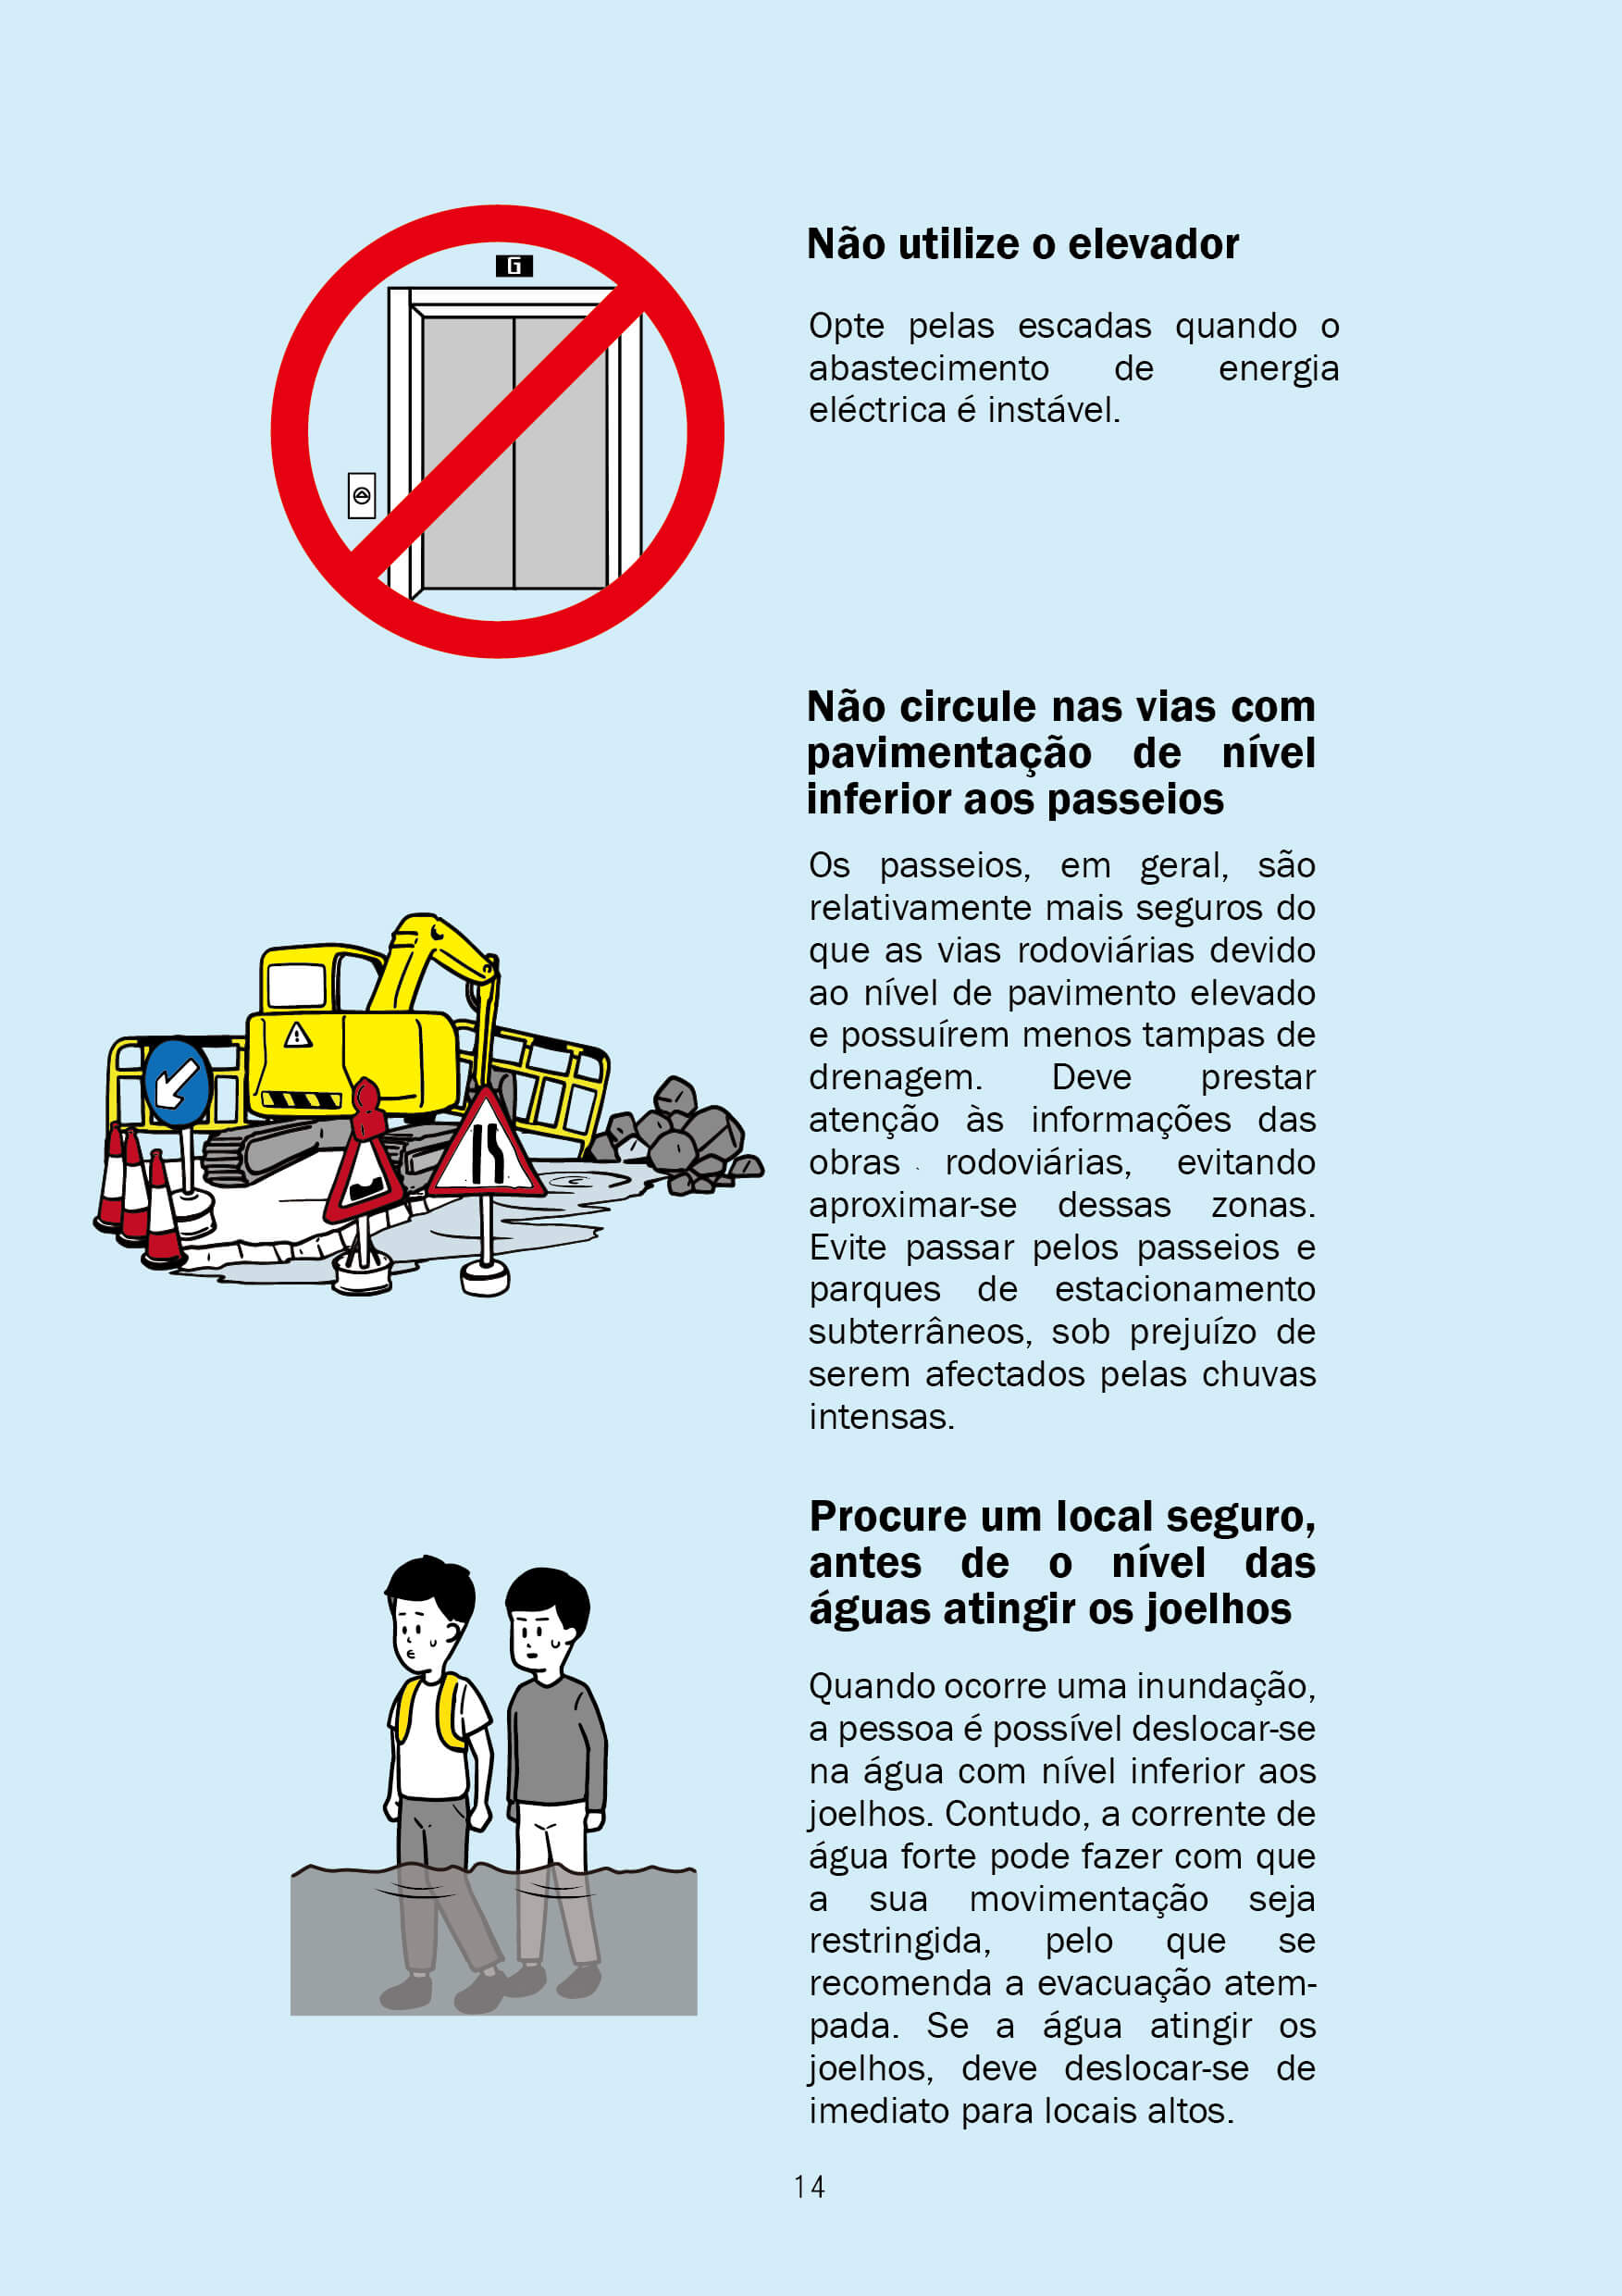 G
Não utilize o elevador
Opte pelas escadas quando o
abastecimento de energia
eléctrica é instável.
Não circule nas vias com
pavimentação de nível
inferior aos passeios
Os passeios, em geral, são
relativamente mais seguros do
que as vias rodoviárias devido
ao nível de pavimento elevado
e possuírem menos tampas de
drenagem. Deve prestar
atenção às informações das
obras rodoviárias, evitando
aproximar-se dessas zonas.
Evite passar pelos passeios e
parques de estacionamento
subterrâneos, sob prejuízo de
serem afectados pelas chuvas
intensas.
Procure um local seguro,
antes de o nível das
águas atingir os joelhos
Quando ocorre uma inundação,
a pessoa é possível deslocar-se
na água com nível inferior aos
joelhos. Contudo, a corrente de
água forte pode fazer com que
a sua movimentação seja
restringida, pelo que se
recomenda a evacuação atem-
pada. Se a água atingir os
joelhos, deve deslocar-se de
imediato para locais altos.
14